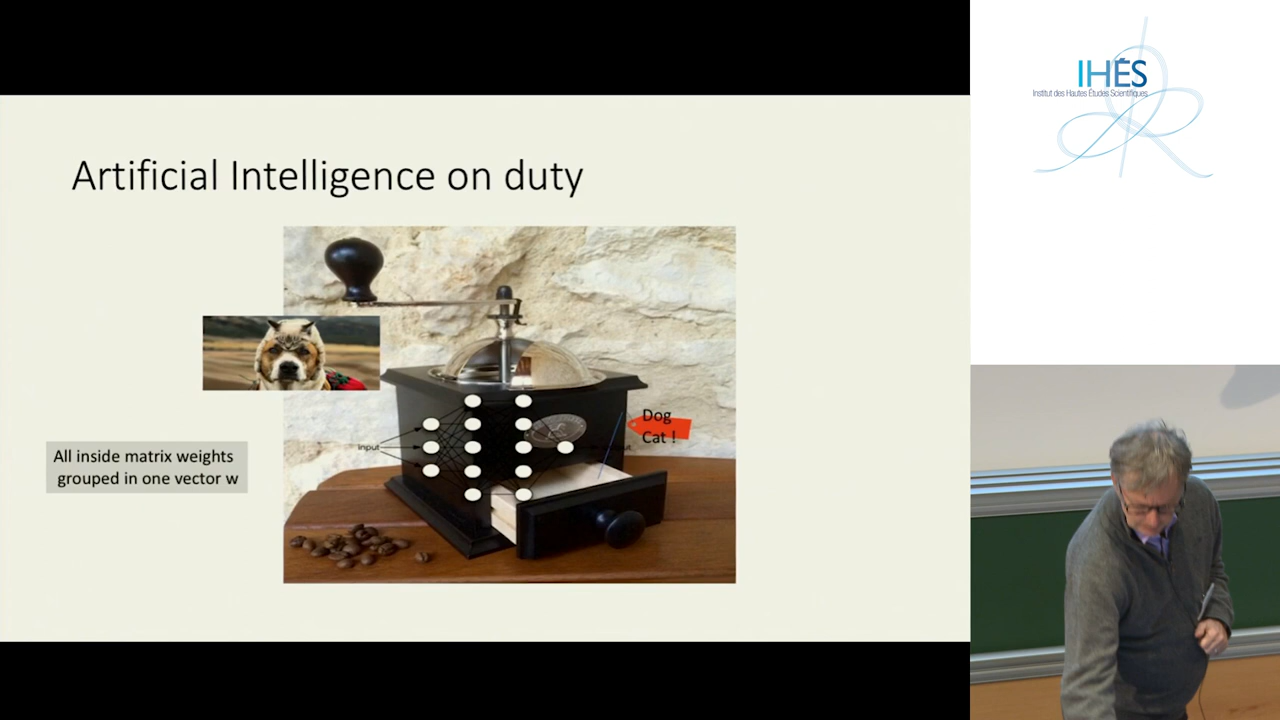 IHÉS
Institut des Hautes Études Scientifiques
Artificial Intelligence on duty
Dog
Cat !
Input
All inside matrix weights
grouped in one vector w